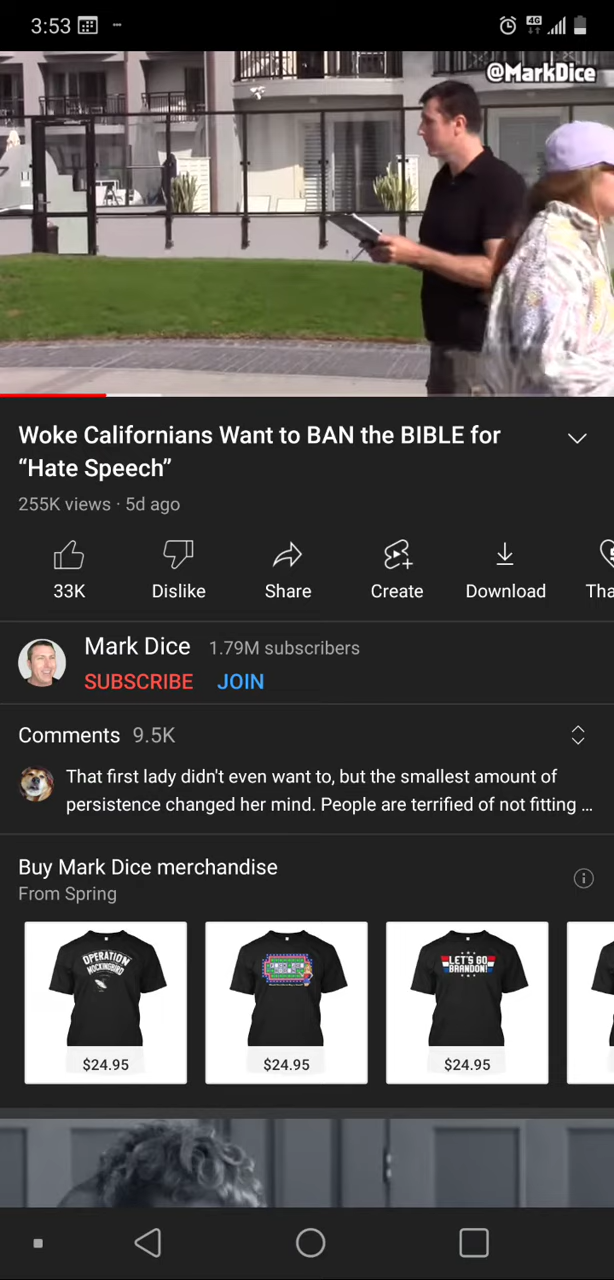 3:53
4G
@MarkDice
Woke Californians Want to BAN the BIBLE for
“Hate Speech”
255K views · 5d ago
33K
Dislike
Share
Create
Download
Tha
Mark Dice 1.79M subscribers
SUBSCRIBE JOIN
Comments 9.5K
That first lady didn't even want to, but the smallest amount of
persistence changed her mind. People are terrified of not fitting ...
Buy Mark Dice merchandise
From Spring
OPERATION
MOCKINGBIRD
LET'S GO
BRANDON!
$24.95
$24.95
$24.95